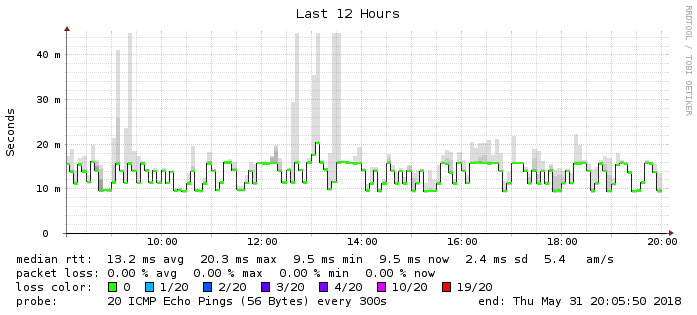 Last 12 Hours
RRDTOOL / TOBI OETIKER
Seconds
40 m
30 m
20 m
10 m
0
10:00 12:00 14:00 16:00 18:00 20:00
median rtt: 13.2 ms avg 20.3 ms max 9.5 ms min 9.5 ms now 2.4 ms sd 5.4 am/s
packet loss: 0.00 % avg 0.00 % max 0.00 % min 0.00 % now
loss color: 0 1/20 2/20 3/20 4/20 10/20 19/20
probe: 20 ICMP Echo Pings (56 Bytes) every 300s end: Thu May 31 20:05:50 2018